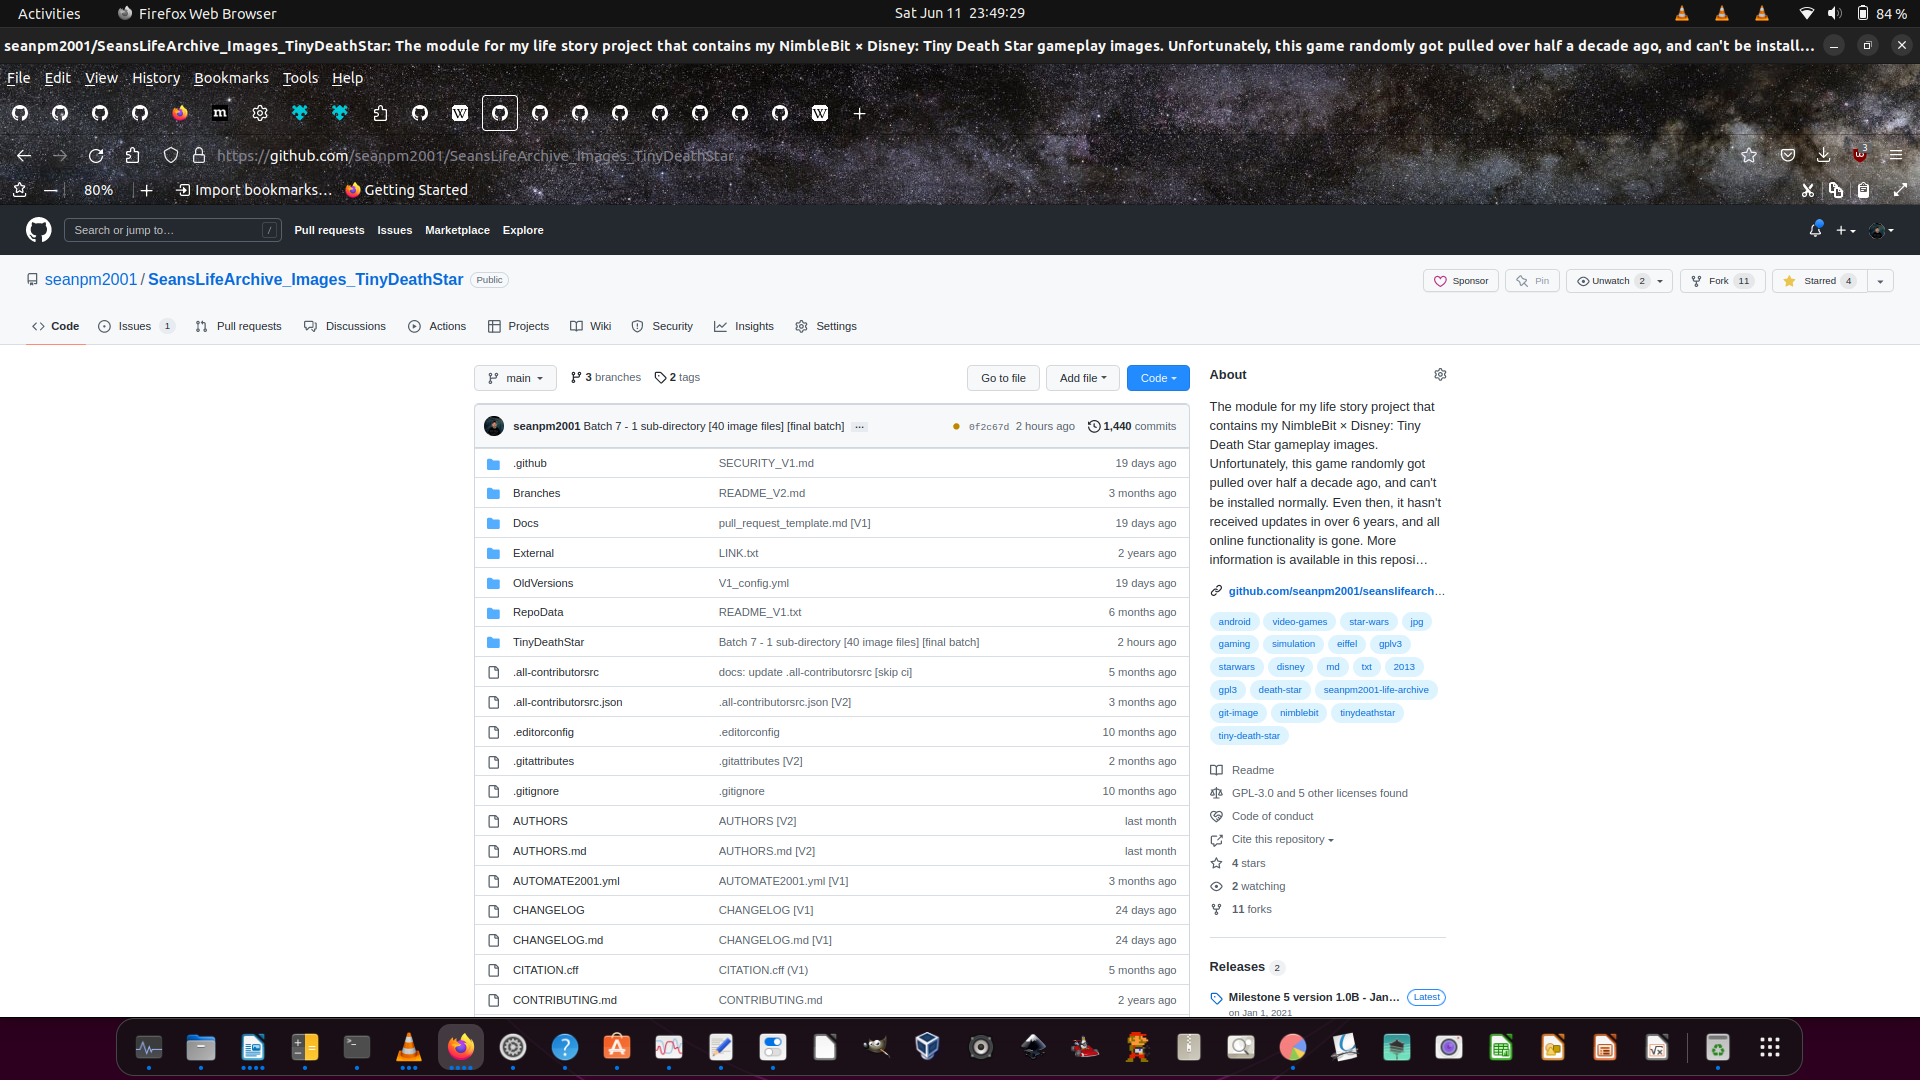 Activities Firefox Web Browser Sat Jun 11 23:49:29 84 %
seanpm2001/SeansLifeArchive_Images_TinyDeathStar: The module for my life story project that contains my NimbleBit × Disney: Tiny Death Star gameplay images. Unfortunately, this game randomly got pulled over half a decade ago, and can't be install…
File Edit View History Bookmarks Tools Help
https://github.com/seanpm2001/SeansLifeArchive_Images_TinyDeathStar 3
80% Import bookmarks… Getting Started
Search or jump to… / Pull requests Issues Marketplace Explore
seanpm2001 / SeansLifeArchive_Images_TinyDeathStar Public Sponsor Pin Unwatch 2 Fork 11 Starred 4
Code Issues 1 Pull requests Discussions Actions Projects Wiki Security Insights Settings
main 3 branches 2 tags Go to file Add file Code
seanpm2001 Batch 7 - 1 sub-directory [40 image files] [final batch] … 0f2c67d 2 hours ago 1,440 commits
.github SECURITY_V1.md 19 days ago
Branches README_V2.md 3 months ago
Docs pull_request_template.md [V1] 19 days ago
External LINK.txt 2 years ago
OldVersions V1_config.yml 19 days ago
RepoData README_V1.txt 6 months ago
TinyDeathStar Batch 7 - 1 sub-directory [40 image files] [final batch] 2 hours ago
.all-contributorsrc docs: update .all-contributorsrc [skip ci] 5 months ago
.all-contributorsrc.json .all-contributorsrc.json [V2] 3 months ago
.editorconfig .editorconfig 10 months ago
.gitattributes .gitattributes [V2] 2 months ago
.gitignore .gitignore 10 months ago
AUTHORS AUTHORS [V2] last month
AUTHORS.md AUTHORS.md [V2] last month
AUTOMATE2001.yml AUTOMATE2001.yml [V1] 3 months ago
CHANGELOG CHANGELOG [V1] 24 days ago
CHANGELOG.md CHANGELOG.md [V1] 24 days ago
CITATION.cff CITATION.cff (V1) 5 months ago
CONTRIBUTING.md CONTRIBUTING.md 2 years ago
About
The module for my life story project that
contains my NimbleBit × Disney: Tiny
Death Star gameplay images.
Unfortunately, this game randomly got
pulled over half a decade ago, and can't
be installed normally. Even then, it hasn't
received updates in over 6 years, and all
online functionality is gone. More
information is available in this reposi…
github.com/seanpm2001/seanslifearch…
android video-games star-wars jpg
gaming simulation eiffel gplv3
starwars disney md txt 2013
gpl3 death-star seanpm2001-life-archive
git-image nimblebit tinydeathstar
tiny-death-star
Readme
GPL-3.0 and 5 other licenses found
Code of conduct
Cite this repository
4 stars
2 watching
11 forks
Releases 2
Milestone 5 version 1.0B - Jan… Latest
on Jan 1, 2021